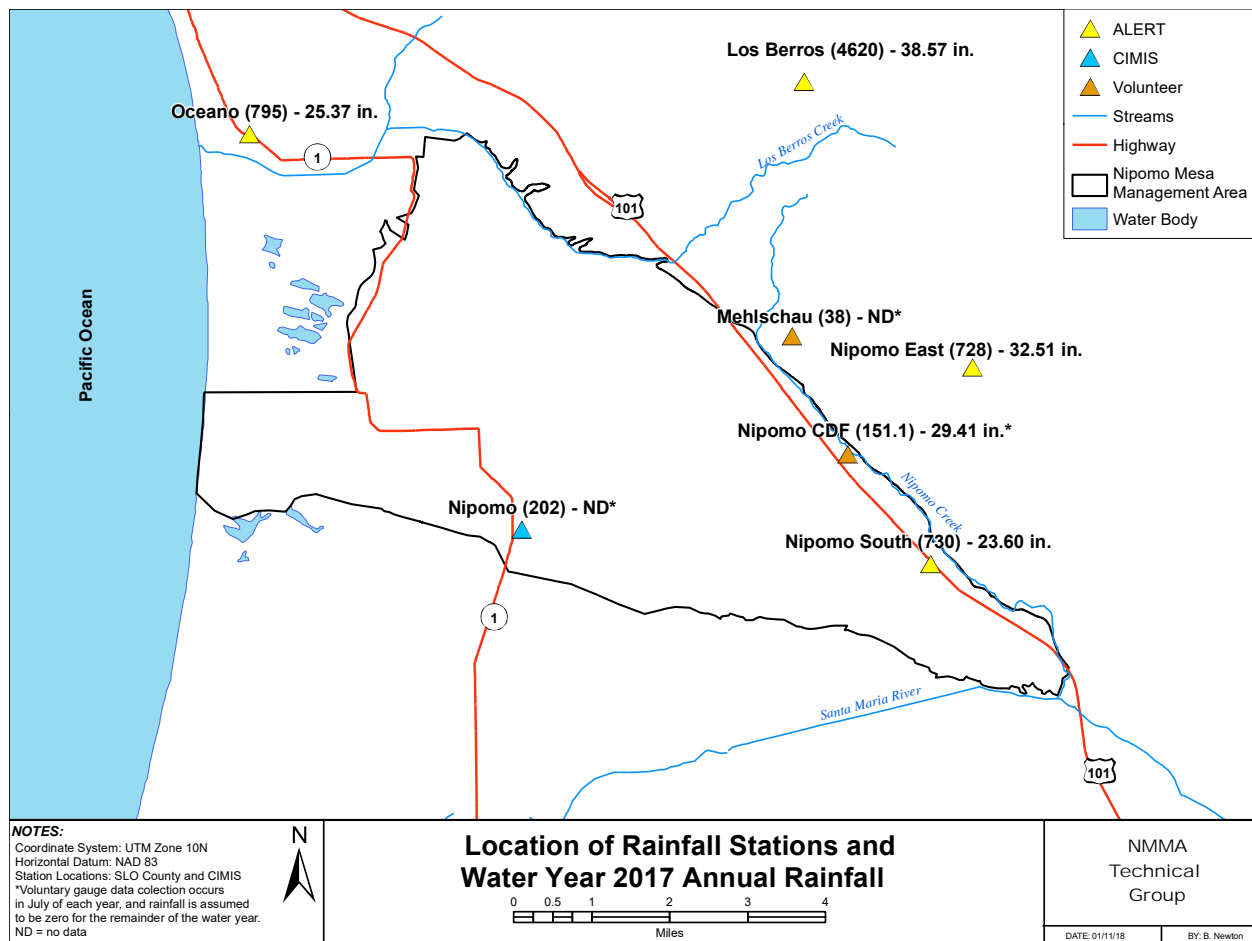 ALERT
CIMIS
Volunteer
Streams
Highway
Nipomo Mesa
Management Area
Water Body
Los Berros (4620) - 38.57 in.
Oceano (795) - 25.37 in.
1
Los Berros Creek
101
Pacific Ocean
Mehlschau (38) - ND*
Nipomo East (728) - 32.51 in.
Nipomo CDF (151.1) - 29.41 in.*
Nipomo Creek
Nipomo (202) - ND*
Nipomo South (730) - 23.60 in.
1
Santa Maria River
101
NOTES:
Coordinate System: UTM Zone 10N
Horizontal Datum: NAD 83
Station Locations: SLO County and CIMIS
*Voluntary gauge data colection occurs
in July of each year, and rainfall is assumed
to be zero for the remainder of the water year.
ND = no data
N
Location of Rainfall Stations and
Water Year 2017 Annual Rainfall
0 0.5 1 2 3 4
Miles
NMMA
Technical
Group
DATE: 01/11/18 BY: B. Newton